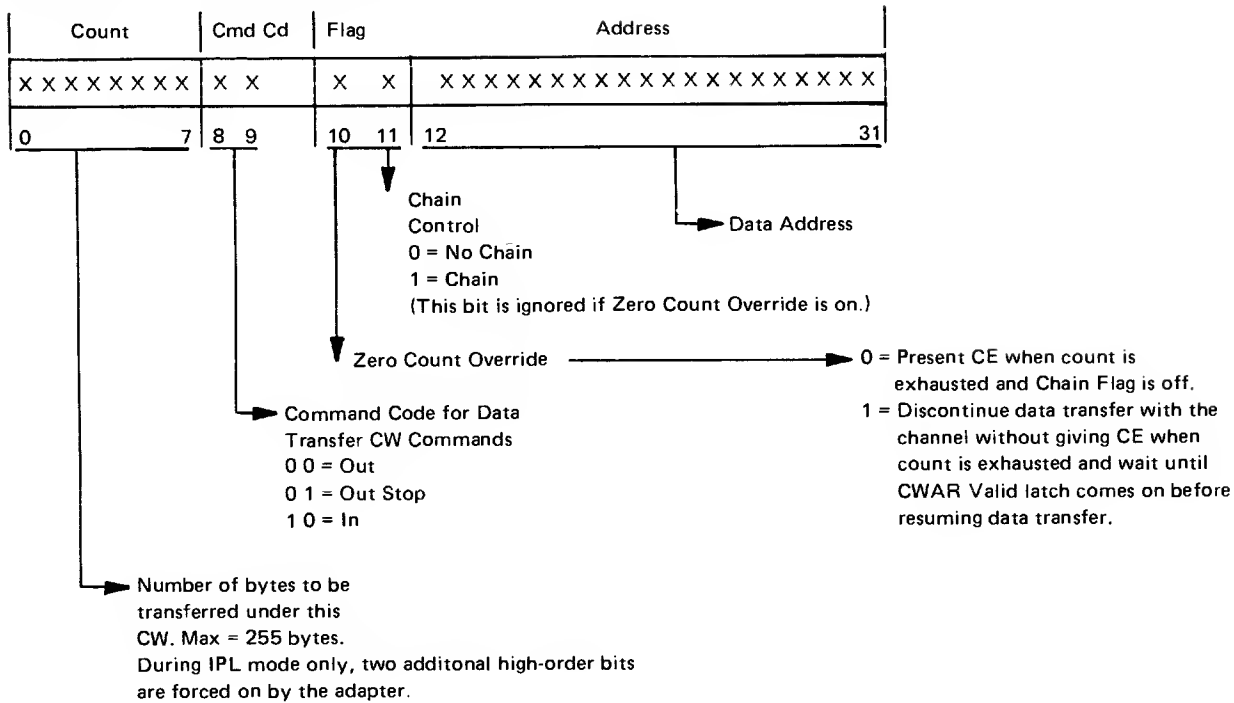 Count Cmd Cd Flag Address
X X X X X X X X X X X X X X X X X X X X X X X X X X X X X X X X
0 7 8 9 10 11 12 31
Chain
Control
0 = No Chain
1 = Chain
(This bit is ignored if Zero Count Override is on.)
Data Address
Zero Count Override
0 = Present CE when count is
exhausted and Chain Flag is off.
1 = Discontinue data transfer with the
channel without giving CE when
count is exhausted and wait until
CWAR Valid latch comes on before
resuming data transfer.
Command Code for Data
Transfer CW Commands
0 0 = Out
0 1 = Out Stop
1 0 = In
Number of bytes to be
transferred under this
CW. Max = 255 bytes.
During IPL mode only, two additonal high-order bits
are forced on by the adapter.